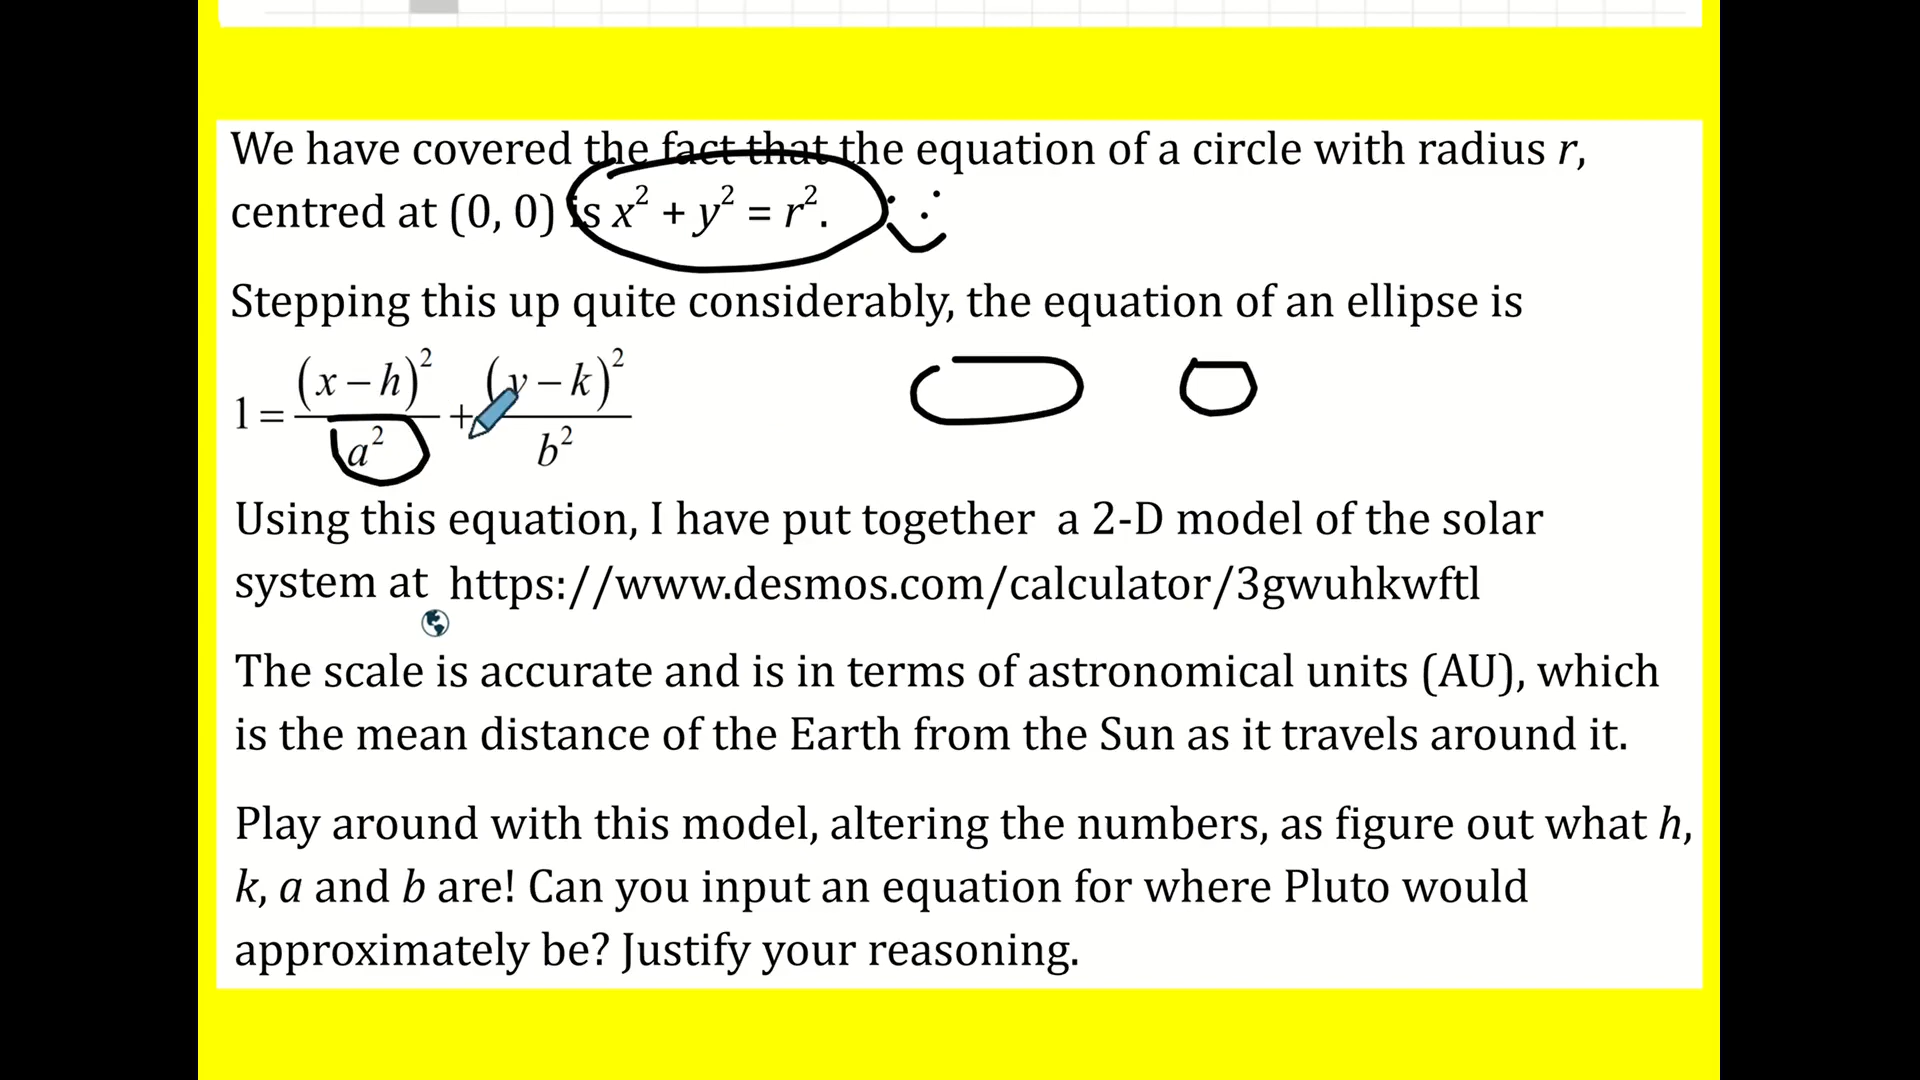 We have covered the fact that the equation of a circle with radius r,
centred at (0, 0) is x² + y² = r².
Stepping this up quite considerably, the equation of an ellipse is
1 = (x – h)²/a² + (y – k)²/b²
Using this equation, I have put together a 2-D model of the solar
system at https://www.desmos.com/calculator/3gwuhkwftl
The scale is accurate and is in terms of astronomical units (AU), which
is the mean distance of the Earth from the Sun as it travels around it.
Play around with this model, altering the numbers, as figure out what h,
k, a and b are! Can you input an equation for where Pluto would
approximately be? Justify your reasoning.